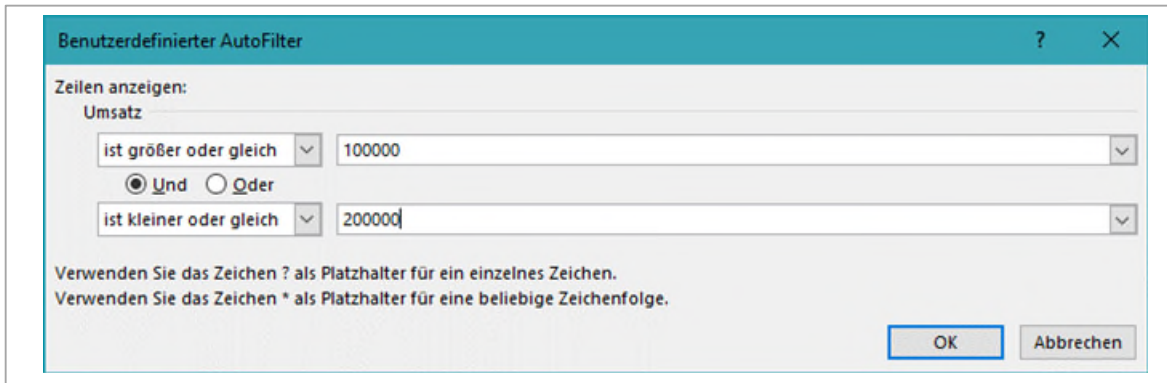 Benutzerdefinierter AutoFilter ?
Zeilen anzeigen:
Umsatz
ist größer oder gleich 100000
Und Oder
ist kleiner oder gleich 200000
Verwenden Sie das Zeichen ? als Platzhalter für ein einzelnes Zeichen.
Verwenden Sie das Zeichen * als Platzhalter für eine beliebige Zeichenfolge.
OK Abbrechen